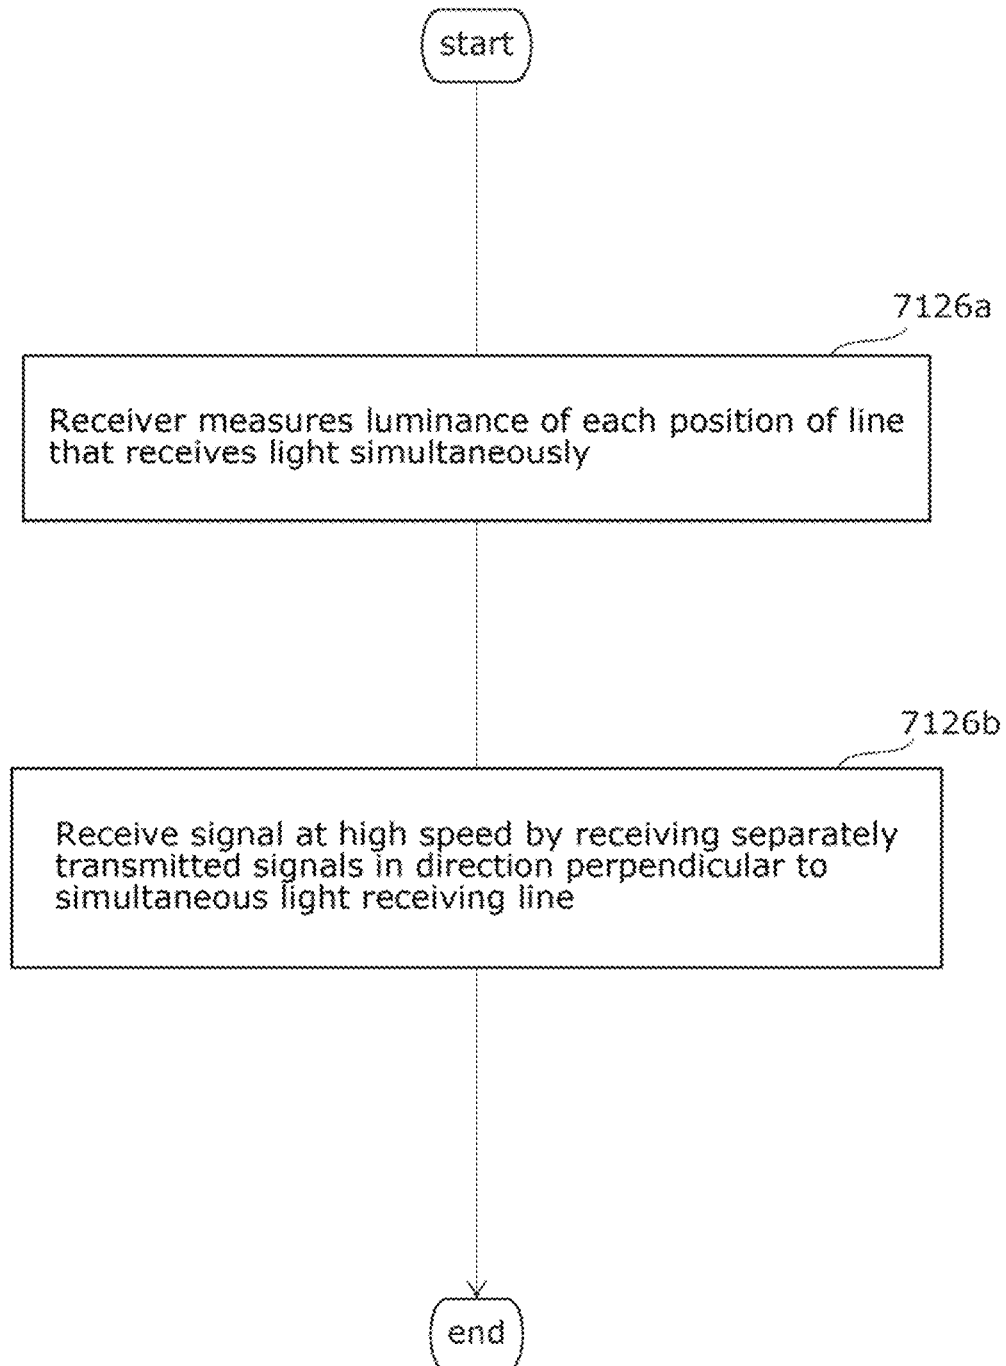 start
7126a
Receiver measures luminance of each position of line
that receives light simultaneously
7126b
Receive signal at high speed by receiving separately
transmitted signals in direction perpendicular to
simultaneous light receiving line
end